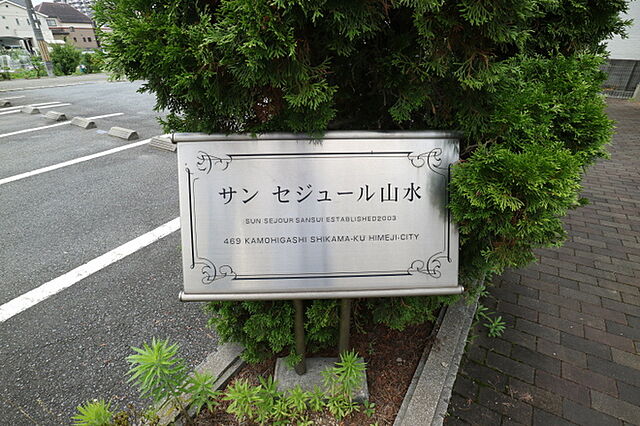 サン セジュール山水
SUN SEJOUR SANSUI ESTABLISHED2003
469 KAMOHIGASHI SHIKAMA-KU HIMEJI-CITY